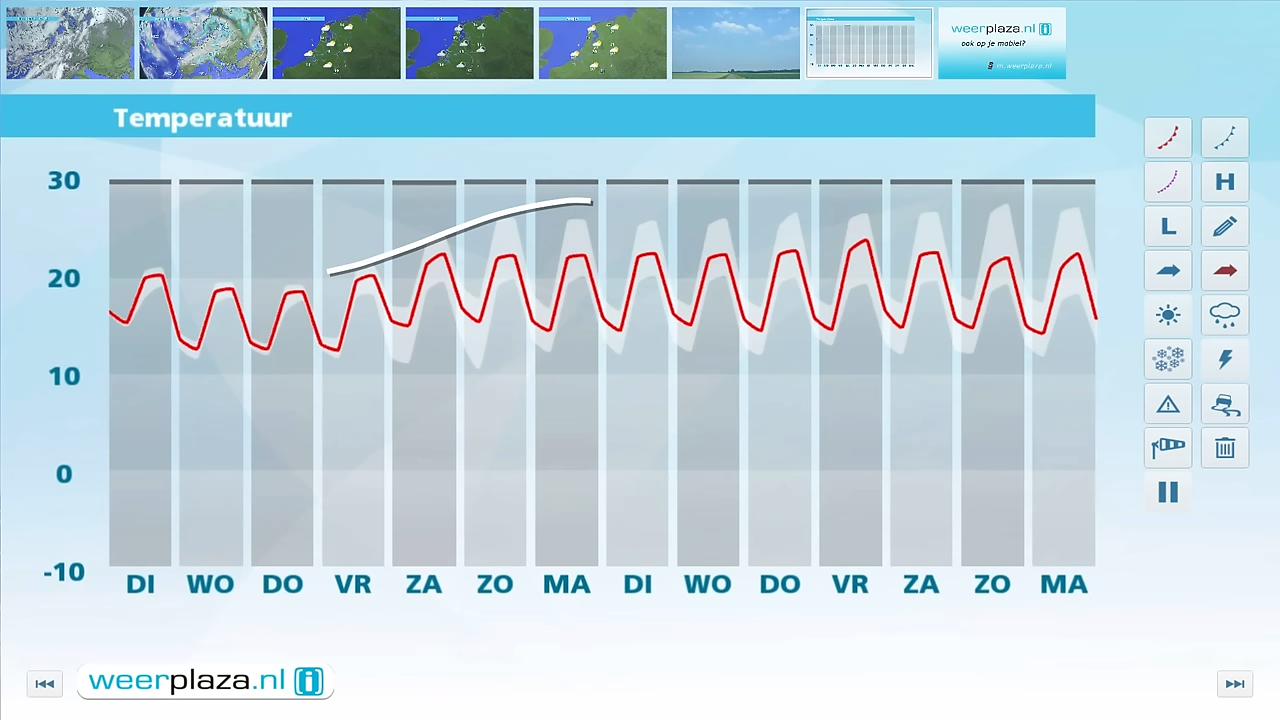 weerplaza.nl
ook op je mobiel?
m.weerplaza.nl
Temperatuur
30
20
10
0
-10
DI WO DO VR ZA ZO MA DI WO DO VR ZA ZO MA
H
L
weerplaza.nl